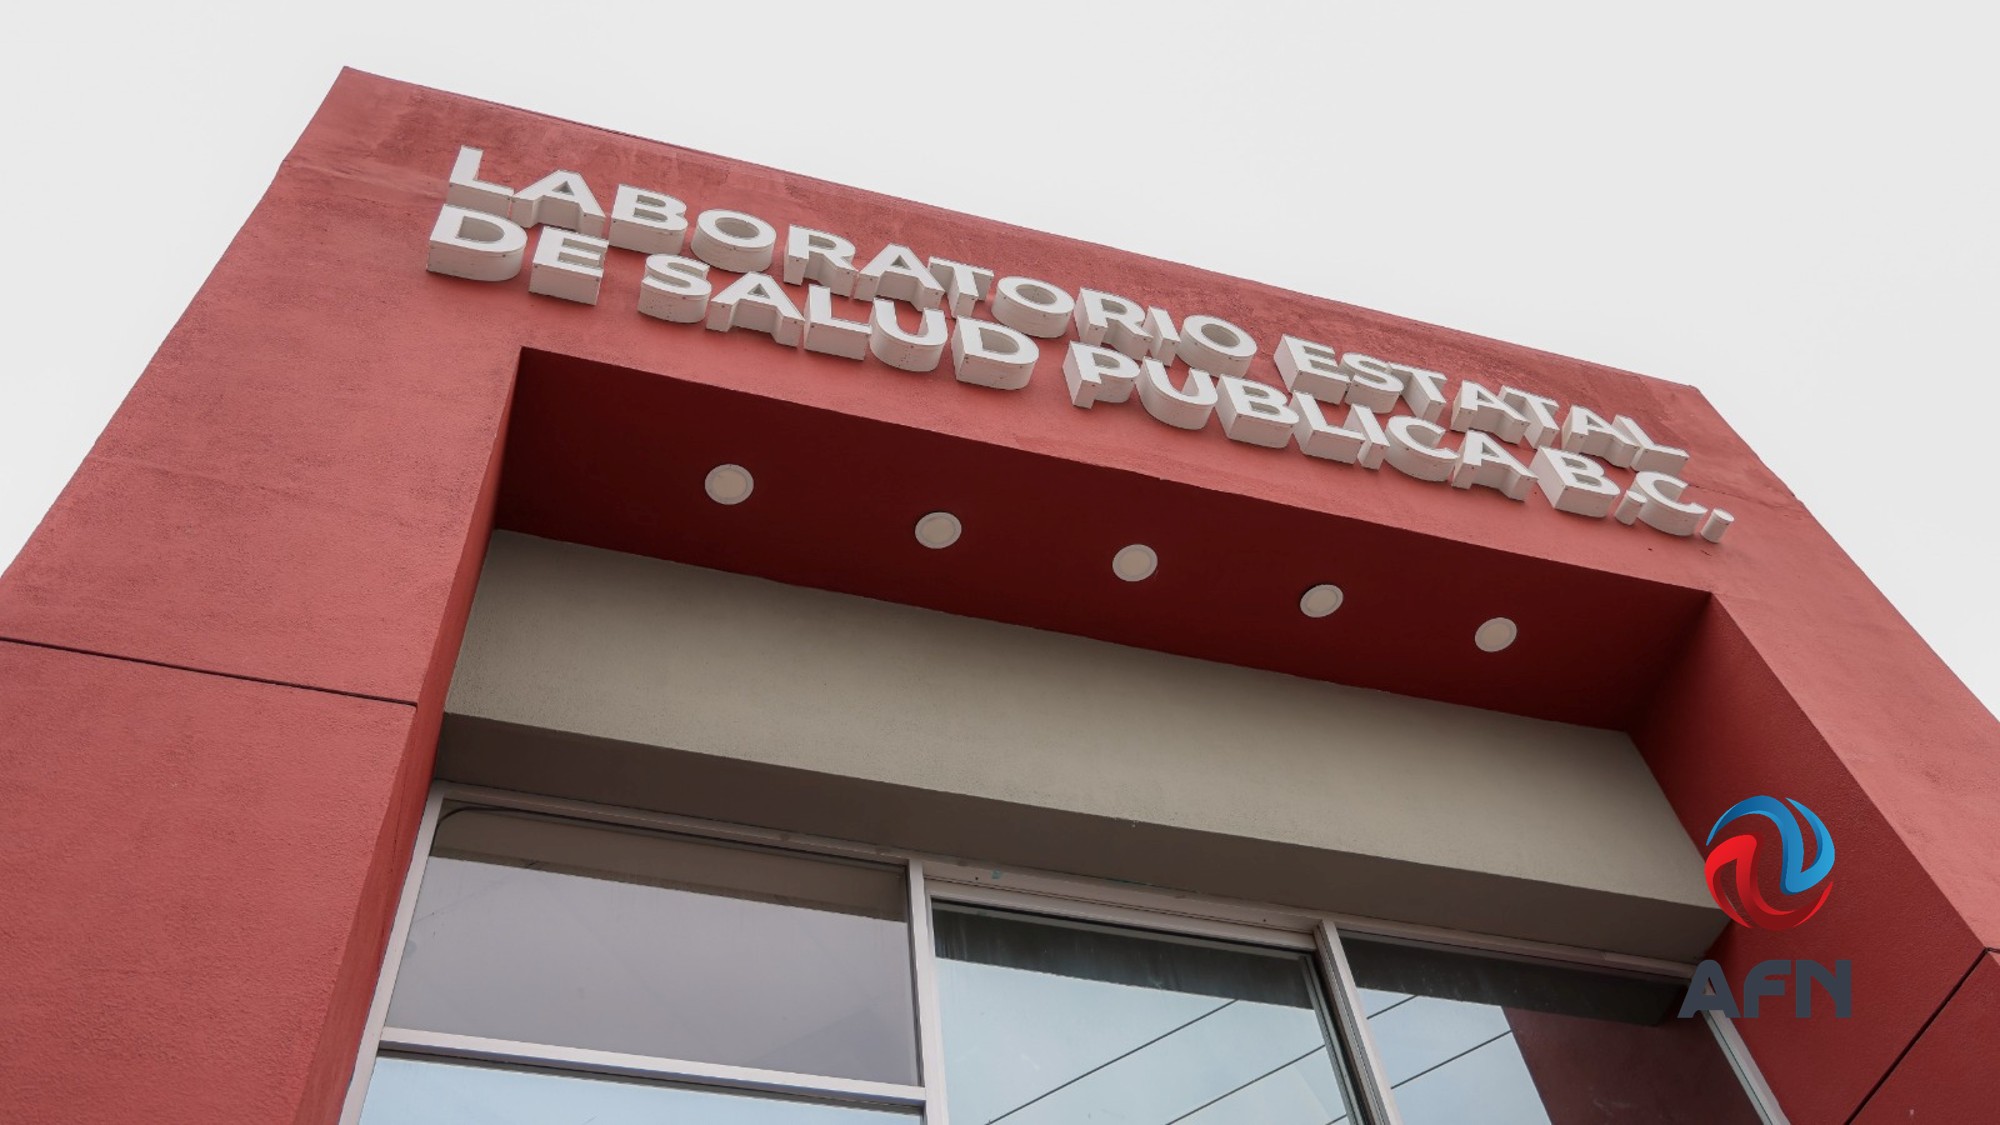 LABORATORIO ESTATAL
DE SALUD PUBLICA B.C.
AFN